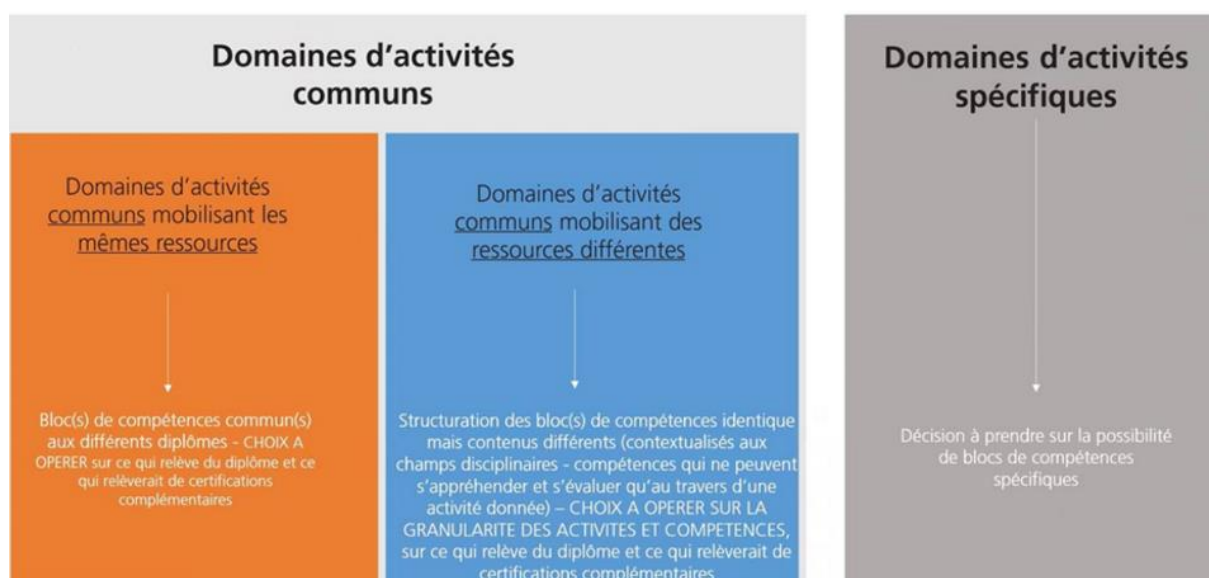 Domaines d'activités
communs
Domaines d'activités
communs mobilisant les
mêmes ressources
Bloc(s) de compétences commun(s)
aux différents diplômes - CHOIX A
OPERER sur ce qui relève du diplôme et ce
qui relèverait de certifications
complémentaires
Domaines d'activités
communs mobilisant des
ressources différentes
Structuration des bloc(s) de compétences identique
mais contenus différents (contextualisés aux
champs disciplinaires - compétences qui ne peuvent
s'appréhender et s'évaluer qu'au travers d'une
activité donnée) – CHOIX A OPERER SUR LA
GRANULARITE DES ACTIVITES ET COMPETENCES,
sur ce qui relève du diplôme et ce qui relèverait de
certifications complémentaires
Domaines d'activités
spécifiques
Décision à prendre sur la possibilité
de blocs de compétences
spécifiques